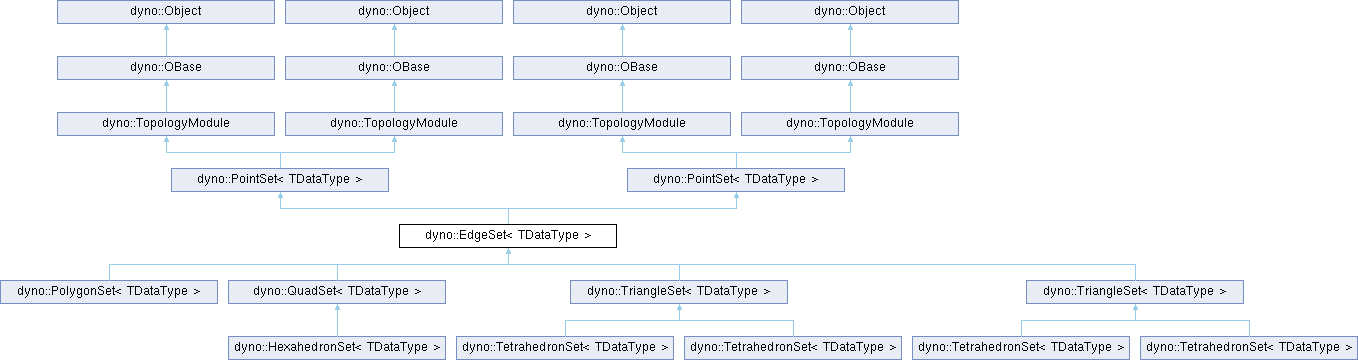 dyno::Object dyno::Object dyno::Object dyno::Object
dyno::OBase dyno::OBase dyno::OBase dyno::OBase
dyno::TopologyModule dyno::TopologyModule dyno::TopologyModule dyno::TopologyModule
dyno::PointSet< TDataType > dyno::PointSet< TDataType >
dyno::EdgeSet< TDataType >
dyno::PolygonSet< TDataType > dyno::QuadSet< TDataType > dyno::TriangleSet< TDataType > dyno::TriangleSet< TDataType >
dyno::HexahedronSet< TDataType > dyno::TetrahedronSet< TDataType > dyno::TetrahedronSet< TDataType > dyno::TetrahedronSet< TDataType > dyno::TetrahedronSet< TDataType >